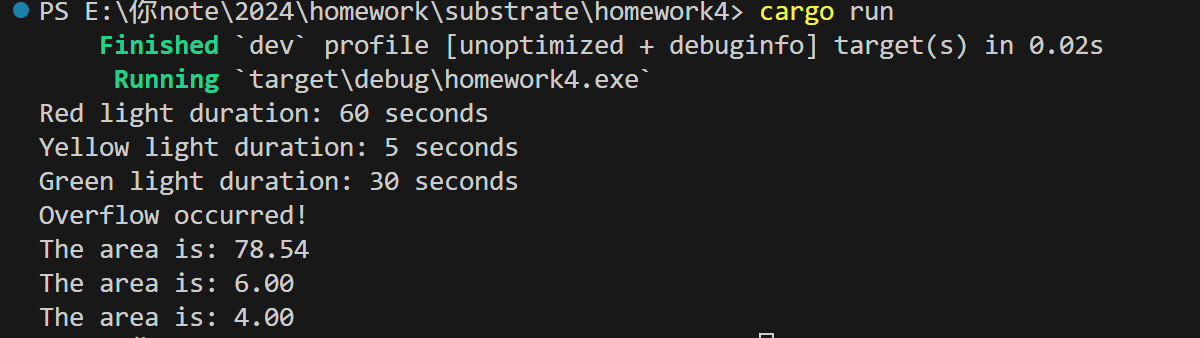 PS E:\你note\2024\homework\substrate\homework4> cargo run
Finished `dev` profile [unoptimized + debuginfo] target(s) in 0.02s
Running `target\debug\homework4.exe`
Red light duration: 60 seconds
Yellow light duration: 5 seconds
Green light duration: 30 seconds
Overflow occurred!
The area is: 78.54
The area is: 6.00
The area is: 4.00